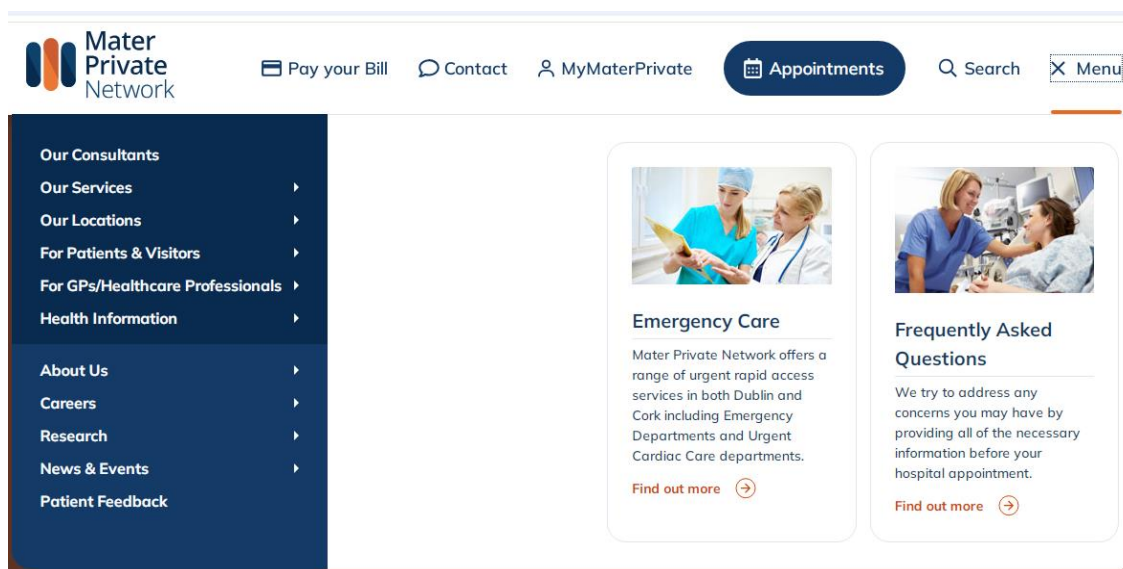 Mater
Private
Network
Pay your Bill
Contact
MyMaterPrivate
Appointments
Search
Menu
Our Consultants
Our Services
Our Locations
For Patients & Visitors
For GPs/Healthcare Professionals
Health Information
About Us
Careers
Research
News & Events
Patient Feedback
Emergency Care
Mater Private Network offers a
range of urgent rapid access
services in both Dublin and
Cork including Emergency
Departments and Urgent
Cardiac Care departments.
Find out more
Frequently Asked
Questions
We try to address any
concerns you may have by
providing all of the necessary
information before your
hospital appointment.
Find out more